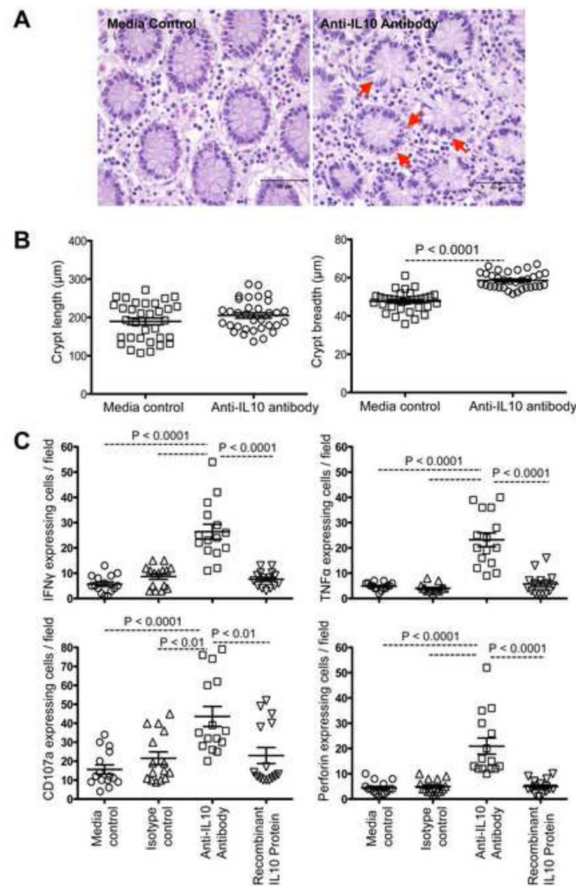 A
Media Control
Anti-IL10 Antibody
B
Crypt length (µm)
400
300
200
100
0
Media control
Anti-IL10 antibody
Crypt breadth (µm)
80
60
40
20
0
P < 0.0001
Media control
Anti-IL10 antibody
C
IFNγ expressing cells / field
60
50
40
30
20
10
0
P < 0.0001
P < 0.0001
TNFα expressing cells / field
60
50
40
30
20
10
0
P < 0.0001
P < 0.0001
CD107a expressing cells / field
80
70
60
50
40
30
20
10
0
P < 0.0001
P < 0.01
P < 0.01
Media
control
Isotype
control
Anti-IL10
Antibody
Recombinant
IL10 Protein
Perforin expressing cells / field
60
50
40
30
20
10
0
P < 0.0001
P < 0.0001
Media
control
Isotype
control
Anti-IL10
Antibody
Recombinant
IL10 Protein